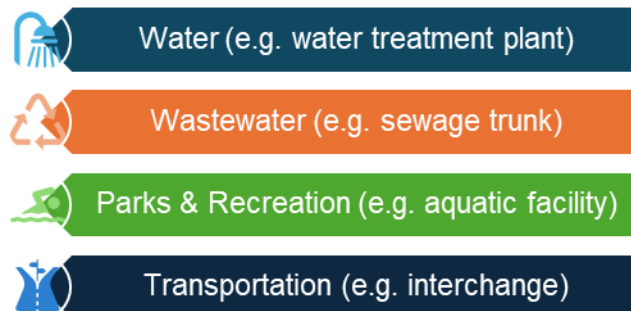 Water (e.g. water treatment plant)
Wastewater (e.g. sewage trunk)
Parks & Recreation (e.g. aquatic facility)
Transportation (e.g. interchange)